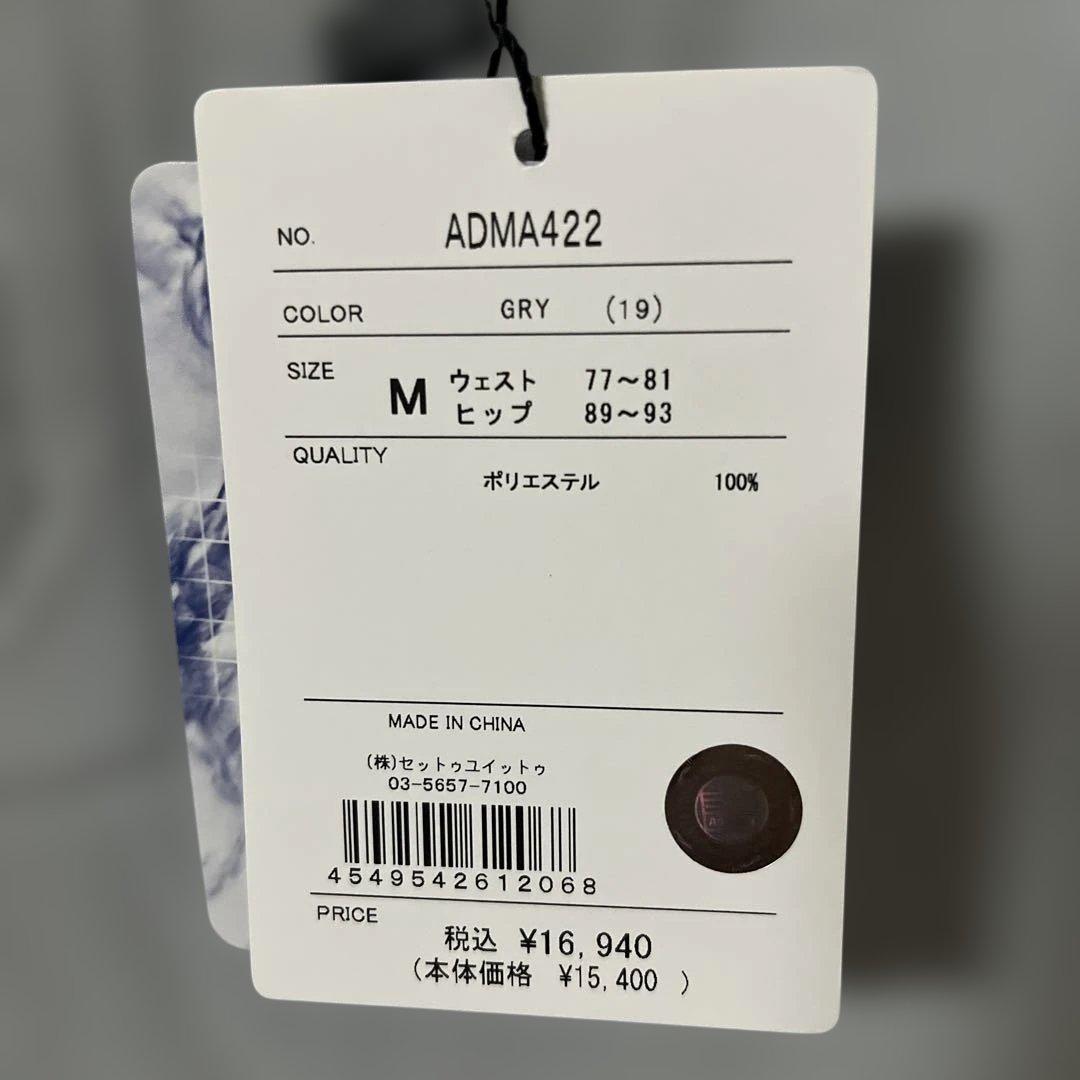 NO. ADMA422
COLOR GRY (19)
SIZE M ウェスト 77～81
ヒップ 89～93
QUALITY
ポリエステル 100%
MADE IN CHINA
(株)セットゥユイットゥ
03-5657-7100
4549542612068
PRICE
税込 ¥16,940
(本体価格 ¥15,400 )